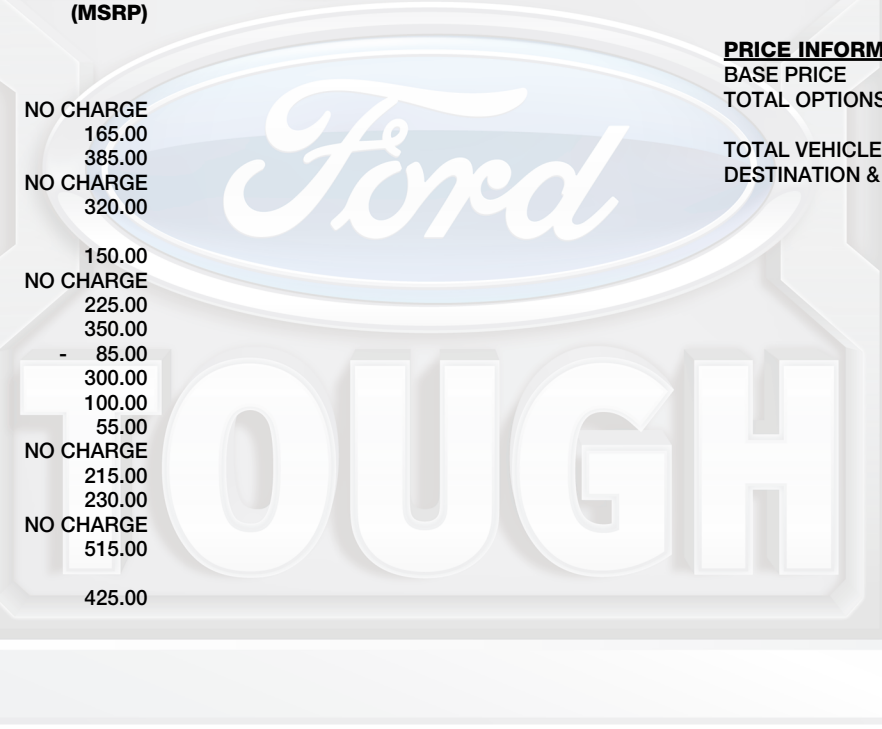 (MSRP)
NO CHARGE
165.00
385.00
NO CHARGE
320.00
150.00
NO CHARGE
225.00
350.00
- 85.00
300.00
100.00
55.00
NO CHARGE
215.00
230.00
NO CHARGE
515.00
425.00
PRICE INFORM
BASE PRICE
TOTAL OPTIONS
TOTAL VEHICLE
DESTINATION &
Ford
TOUGH